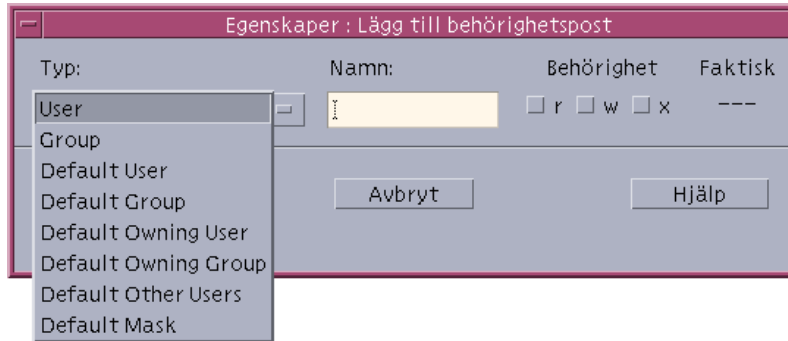 Egenskaper : Lägg till behörighetspost
Typ: Namn: Behörighet Faktisk
User r w x ---
Group
Default User
Avbryt Hjälp
Default Group
Default Owning User
Default Owning Group
Default Other Users
Default Mask